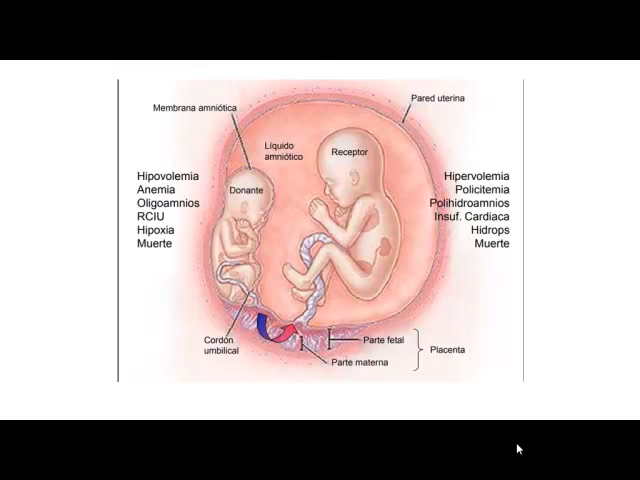 Membrana amniótica
Pared uterina
Líquido
amniótico
Receptor
Donante
Hipovolemia
Anemia
Oligoamnios
RCIU
Hipoxia
Muerte
Hipervolemia
Policitemia
Polihidroamnios
Insuf. Cardiaca
Hidrops
Muerte
Cordón
umbilical
Parte fetal
Parte materna
Placenta